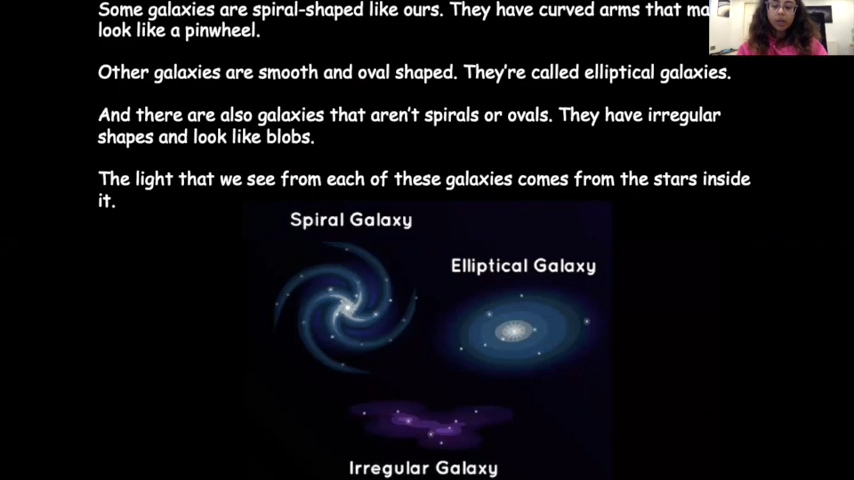 Some galaxies are spiral-shaped like ours. They have curved arms that
look like a pinwheel.
Other galaxies are smooth and oval shaped. They're called elliptical galaxies.
And there are also galaxies that aren't spirals or ovals. They have irregular
shapes and look like blobs.
The light that we see from each of these galaxies comes from the stars inside
it.
Spiral Galaxy
Elliptical Galaxy
Irregular Galaxy